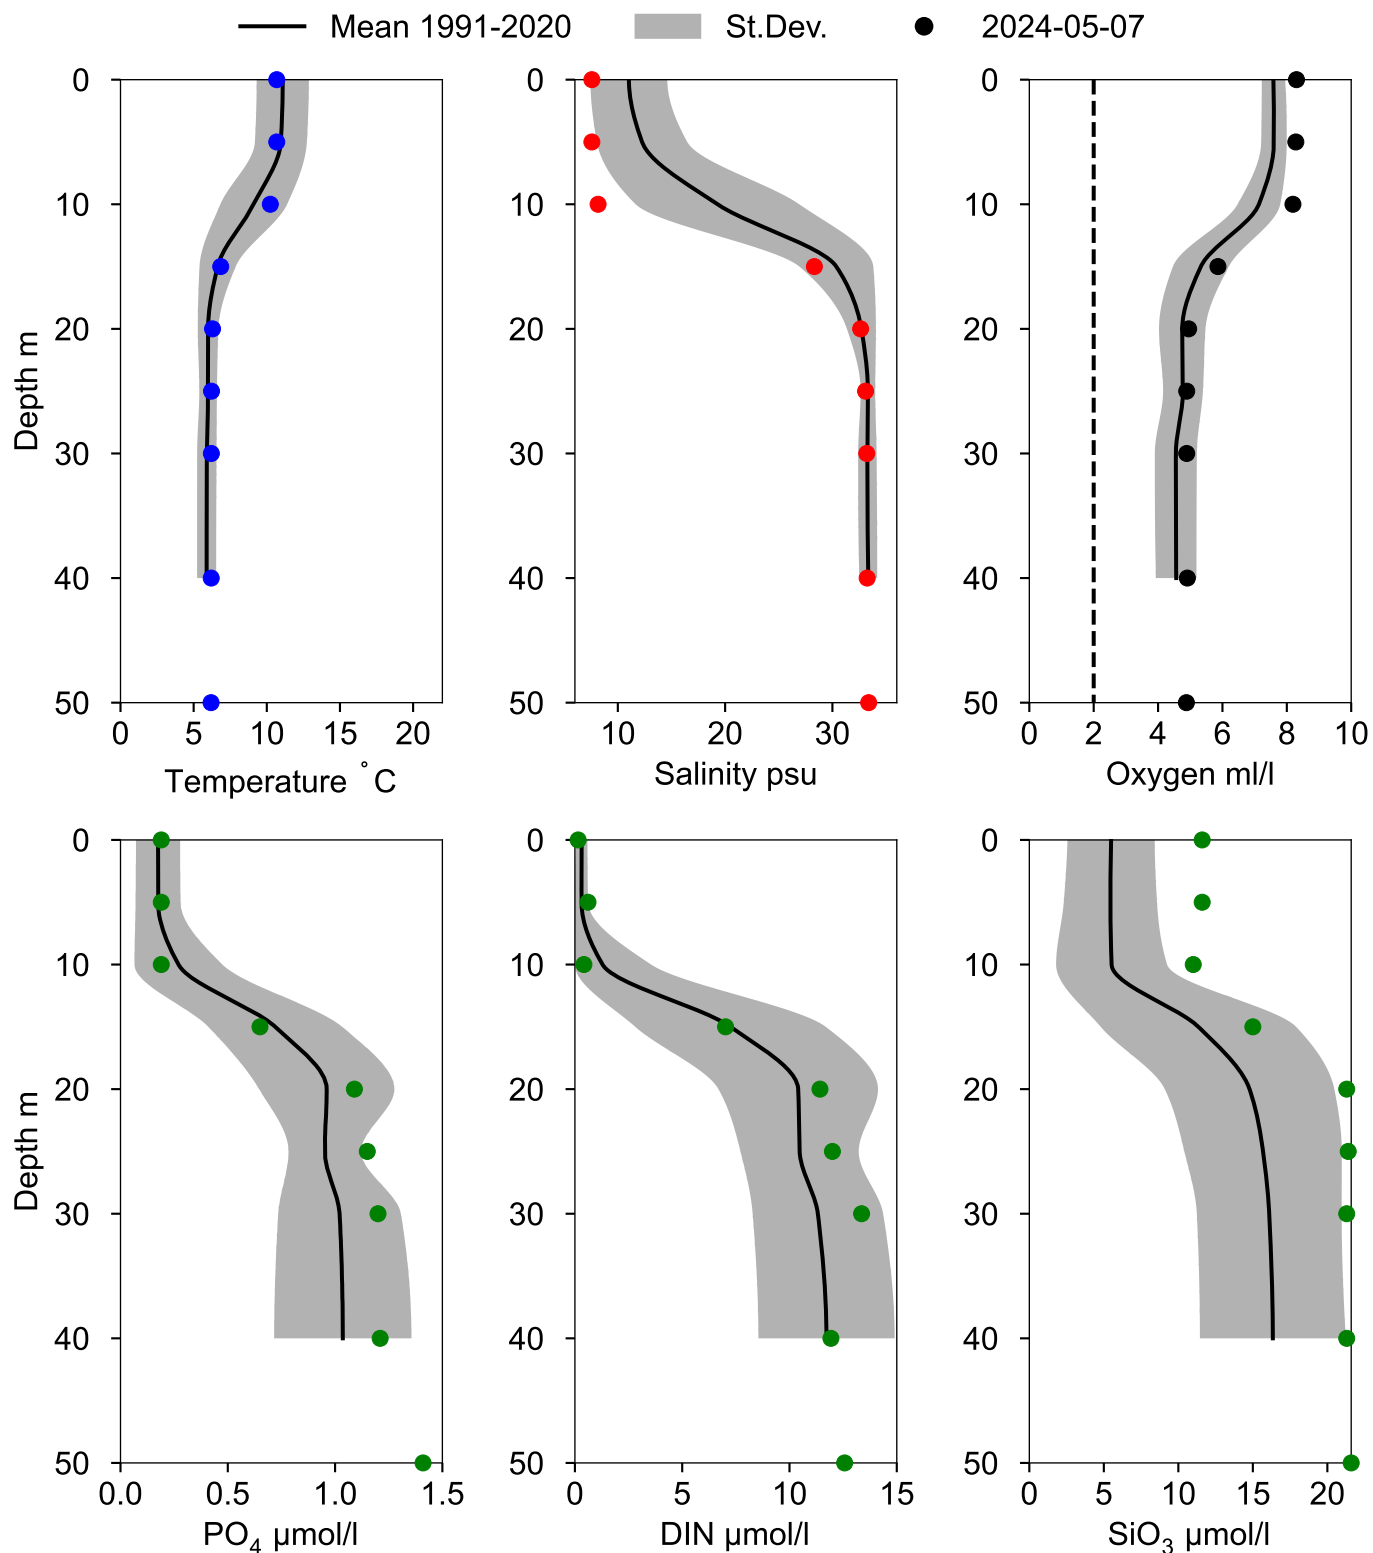 Mean 1991-2020 St.Dev. 2024-05-07
0 0 0
10 10 10
20 20 20
30 30 30
40 40 40
50 50 50
Depth m
0 5 10 15 20 10 20 30 0 2 4 6 8 10
Temperature °C Salinity psu Oxygen ml/l
0 0 0
10 10 10
20 20 20
30 30 30
40 40 40
50 50 50
Depth m
0.0 0.5 1.0 1.5 0 5 10 15 0 5 10 15 20
PO₄ μmol/l DIN μmol/l SiO₃ μmol/l